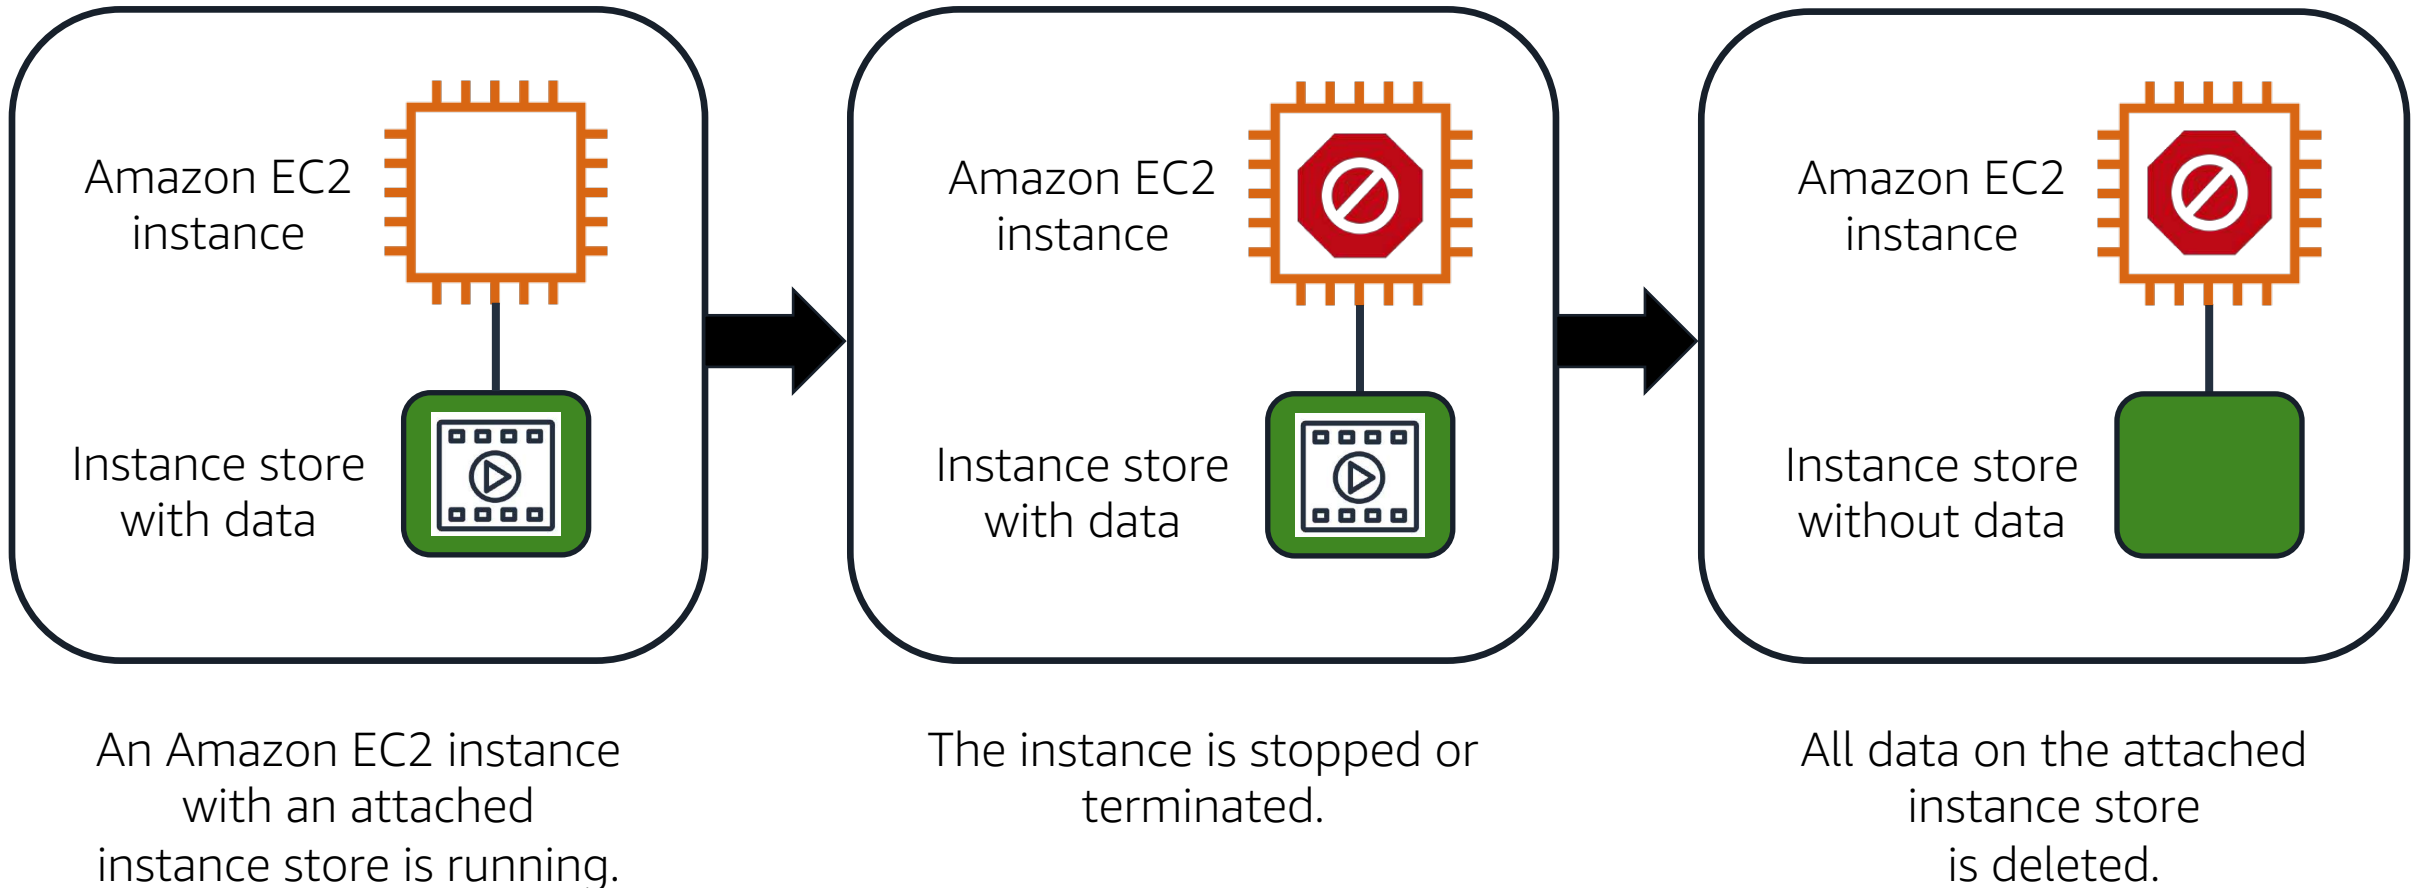 Amazon EC2
instance
Instance store
with data
An Amazon EC2 instance
with an attached
instance store is running.
Amazon EC2
instance
Instance store
with data
The instance is stopped or
terminated.
Amazon EC2
instance
Instance store
without data
All data on the attached
instance store
is deleted.